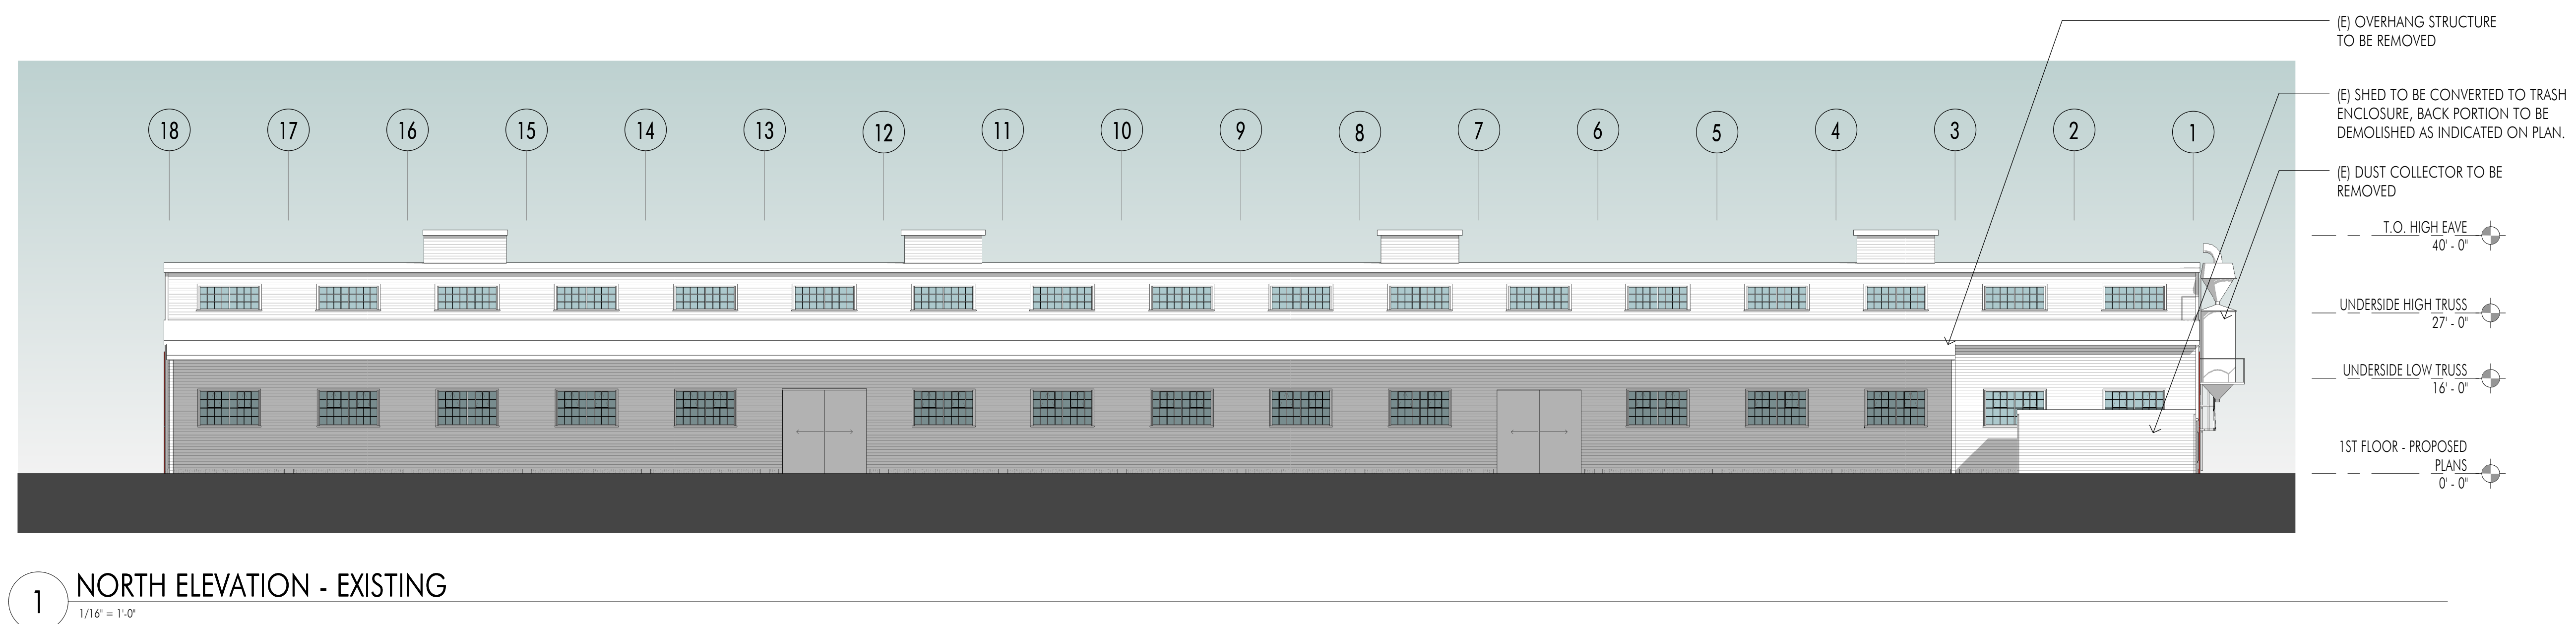 (E) OVERHANG STRUCTURE
TO BE REMOVED
(E) SHED TO BE CONVERTED TO TRASH
ENCLOSURE, BACK PORTION TO BE
DEMOLISHED AS INDICATED ON PLAN.
(E) DUST COLLECTOR TO BE
REMOVED
18 17 16 15 14 13 12 11 10 9 8 7 6 5 4 3 2 1
T.O. HIGH EAVE
40' - 0"
UNDERSIDE HIGH TRUSS
27' - 0"
UNDERSIDE LOW TRUSS
16' - 0"
1ST FLOOR - PROPOSED
PLANS
0' - 0"
1 NORTH ELEVATION - EXISTING
1/16" = 1'-0"